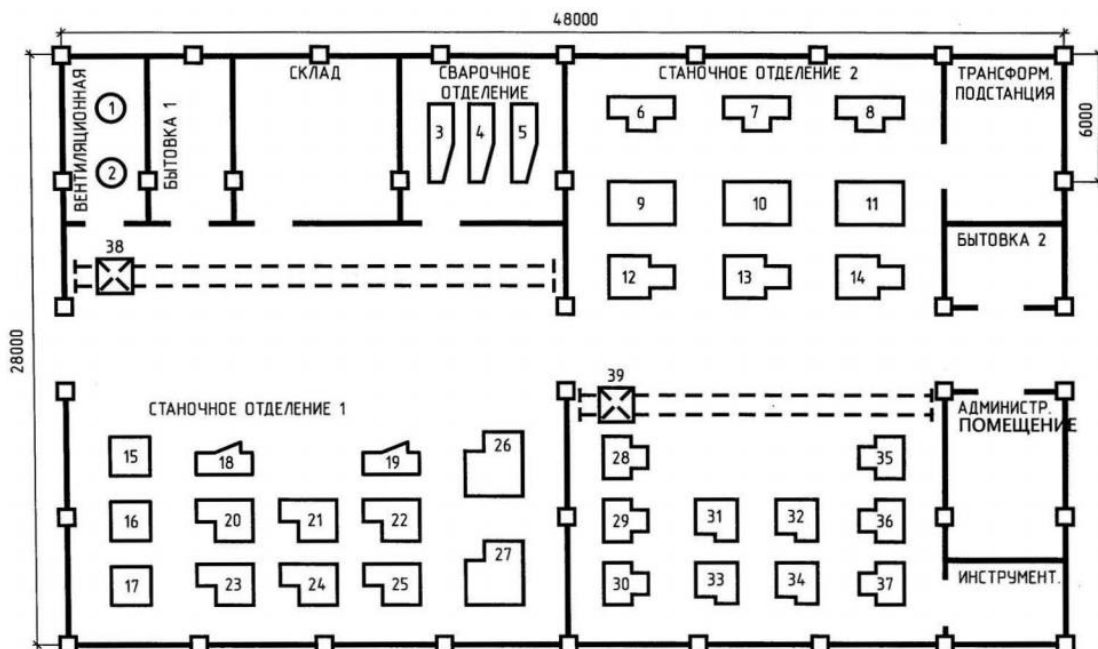 48000
28000
6000
ВЕНТИЛЯЦИОННАЯ
1
2
БЫТОВКА 1
СКЛАД
СВАРОЧНОЕ
ОТДЕЛЕНИЕ
3 4 5
СТАНОЧНОЕ ОТДЕЛЕНИЕ 2
6 7 8
9 10 11
12 13 14
ТРАНСФОРМ.
ПОДСТАНЦИЯ
БЫТОВКА 2
38
СТАНОЧНОЕ ОТДЕЛЕНИЕ 1
15 18 19 26
16 20 21 22
17 23 24 25 27
39
28 35
29 31 32 36
30 33 34 37
АДМИНИСТР.
ПОМЕЩЕНИЕ
ИНСТРУМЕНТ.